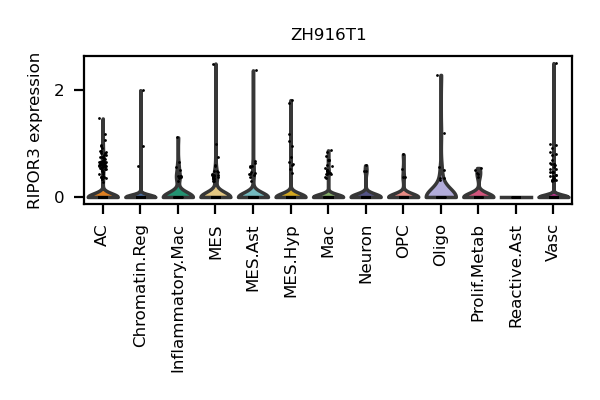 ZH916T1
RIPOR3 expression
2
0
AC
Chromatin.Reg
Inflammatory.Mac
MES
MES.Ast
MES.Hyp
Mac
Neuron
OPC
Oligo
Prolif.Metab
Reactive.Ast
Vasc